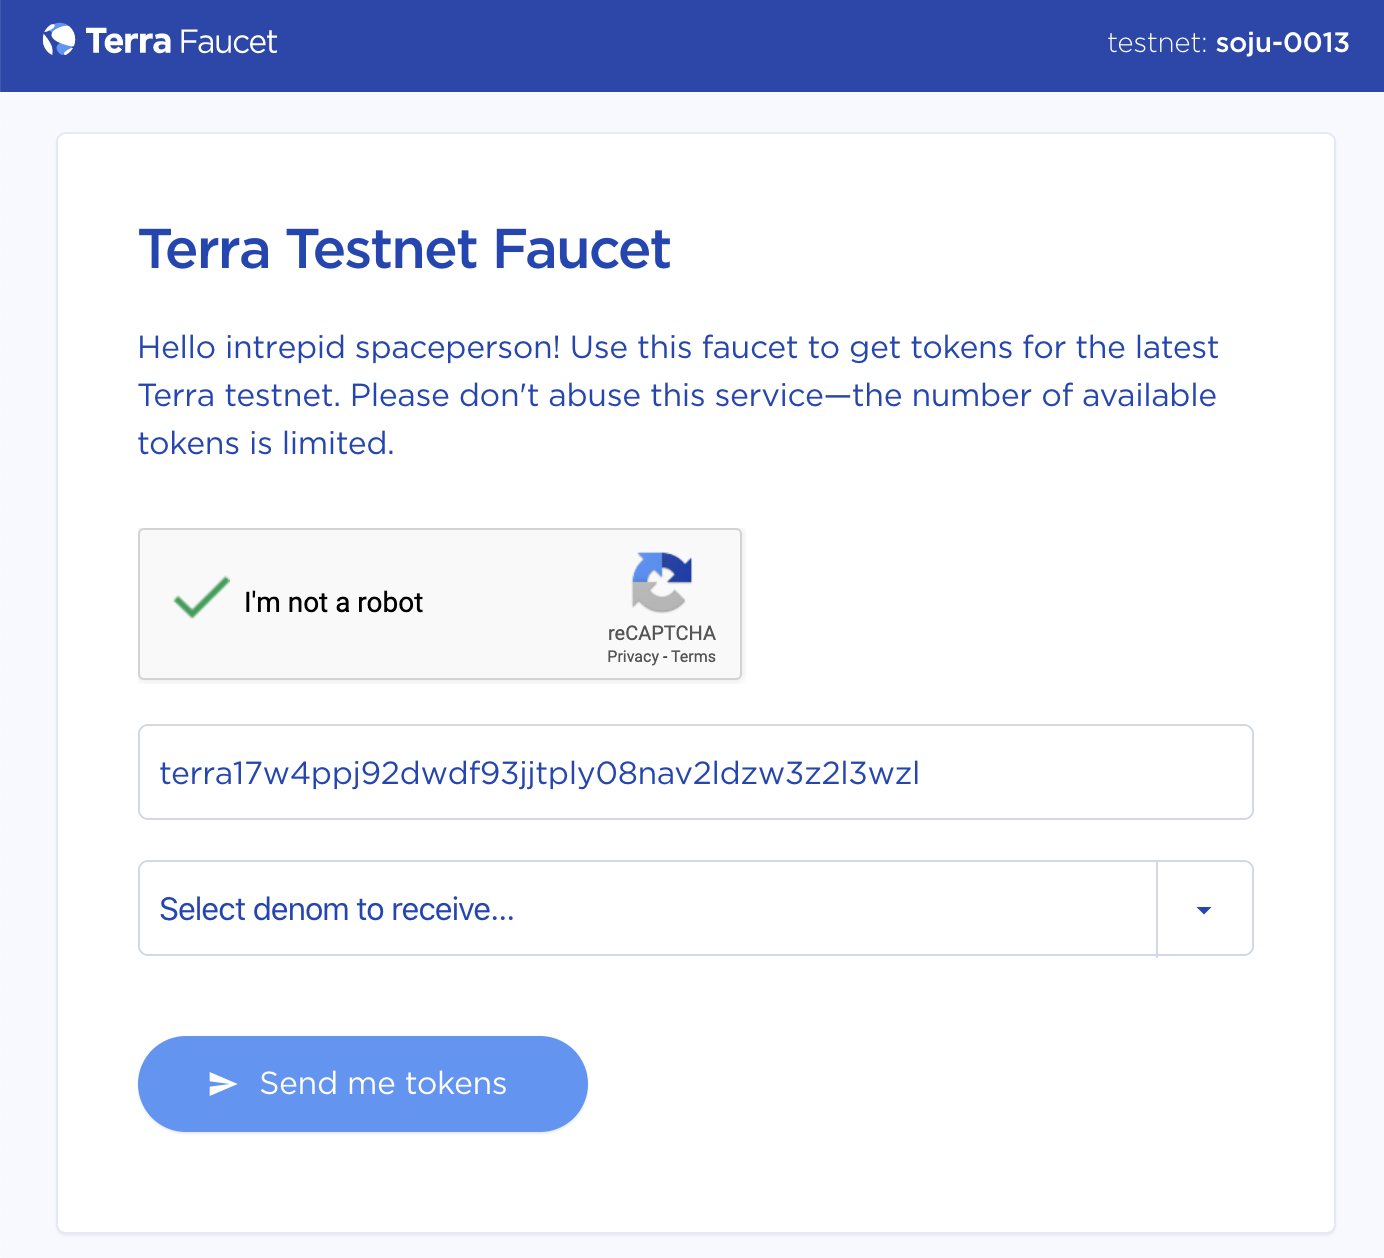 Terra Faucet
testnet: soju-0013
Terra Testnet Faucet
Hello intrepid spaceperson! Use this faucet to get tokens for the latest
Terra testnet. Please don't abuse this service—the number of available
tokens is limited.
I'm not a robot
reCAPTCHA
Privacy - Terms
terra17w4ppj92dwdf93jjtply08nav2ldzw3z2l3wzl
Select denom to receive...
Send me tokens